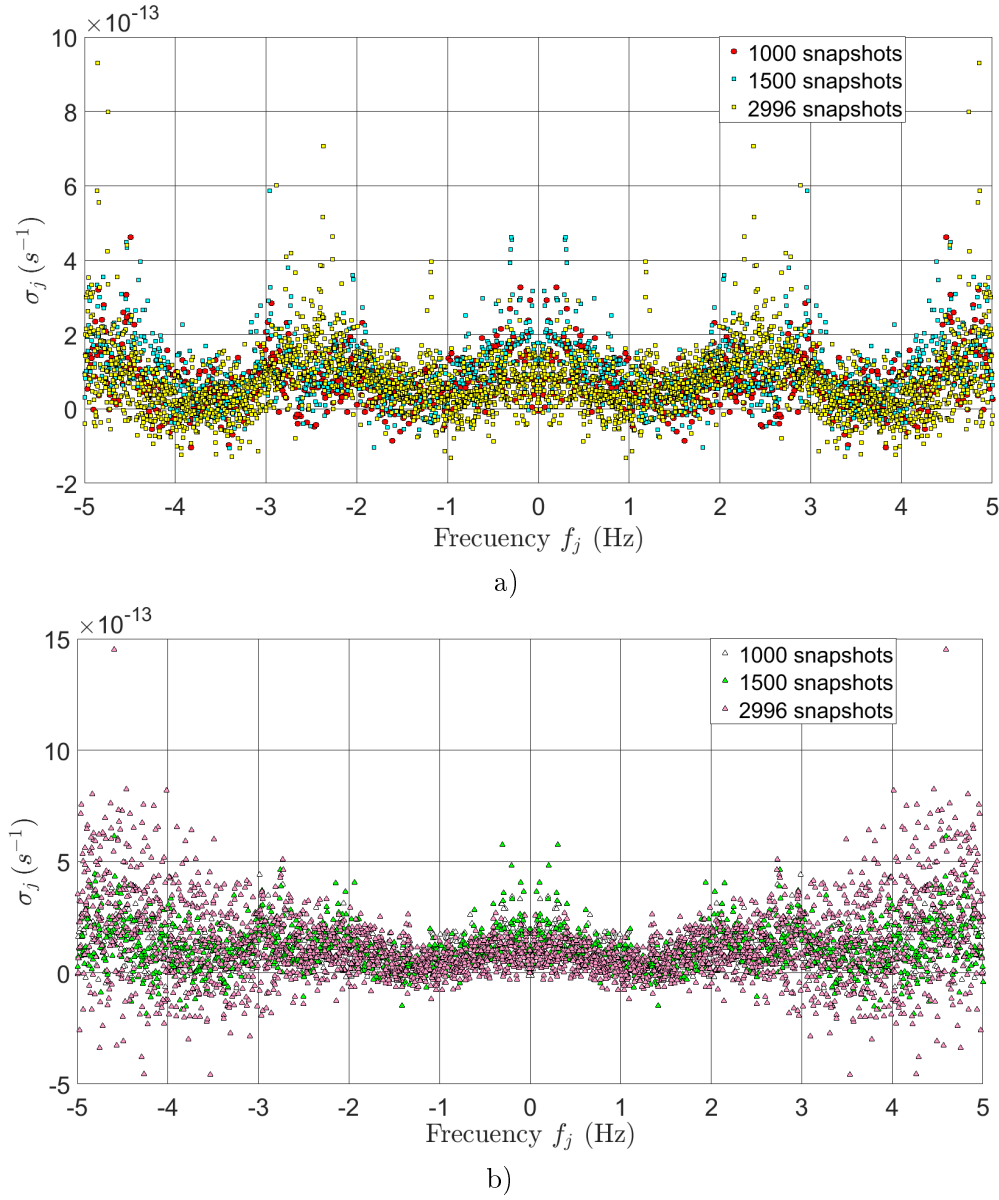 ×10^-13
10
8
6
4
2
0
-2
σ_j (s^−1)
1000 snapshots
1500 snapshots
2996 snapshots
-5 -4 -3 -2 -1 0 1 2 3 4 5
Frecuency f_j (Hz)
a)
×10^-13
15
10
5
0
-5
σ_j (s^−1)
1000 snapshots
1500 snapshots
2996 snapshots
-5 -4 -3 -2 -1 0 1 2 3 4 5
Frecuency f_j (Hz)
b)